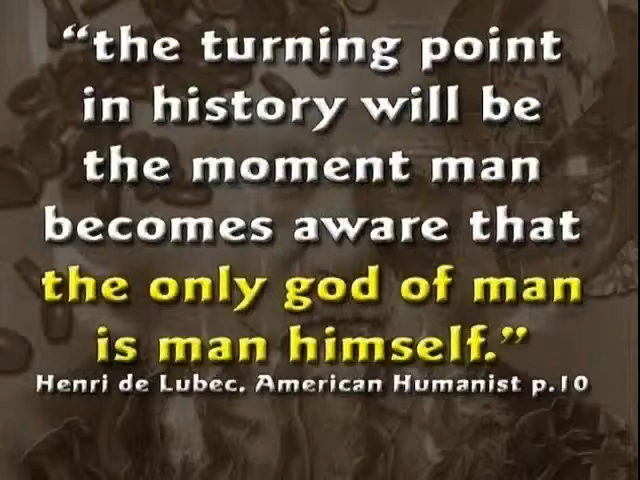 “the turning point
in history will be
the moment man
becomes aware that
the only god of man
is man himself.”
Henri de Lubec. American Humanist p.10